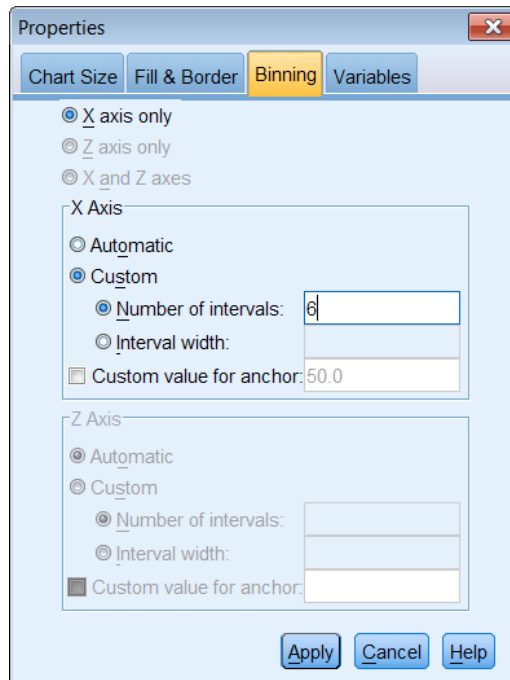 Properties
Chart Size Fill & Border Binning Variables
X axis only
Z axis only
X and Z axes
X Axis
Automatic
Custom
Number of intervals: 6
Interval width:
Custom value for anchor: 50.0
Z Axis
Automatic
Custom
Number of intervals:
Interval width:
Custom value for anchor:
Apply Cancel Help